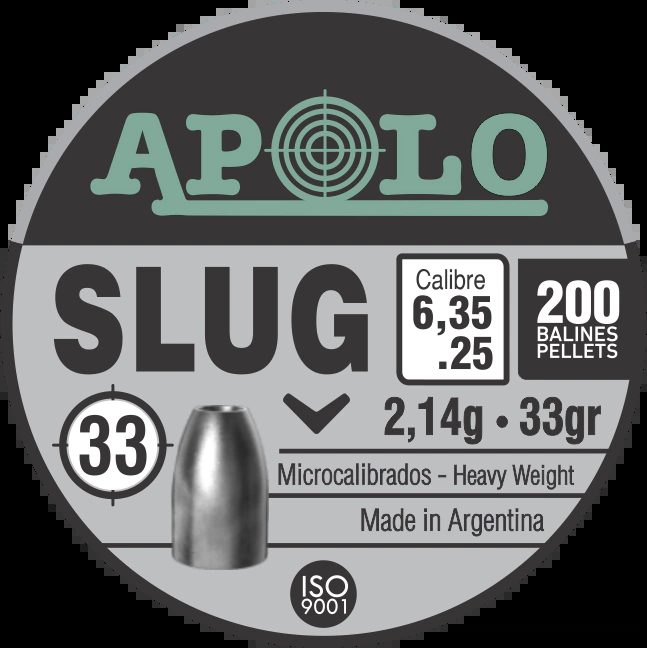 APOLO
SLUG
Calibre
6,35
.25
200
BALINES
PELLETS
33
2,14g • 33gr
Microcalibrados - Heavy Weight
Made in Argentina
ISO
9001